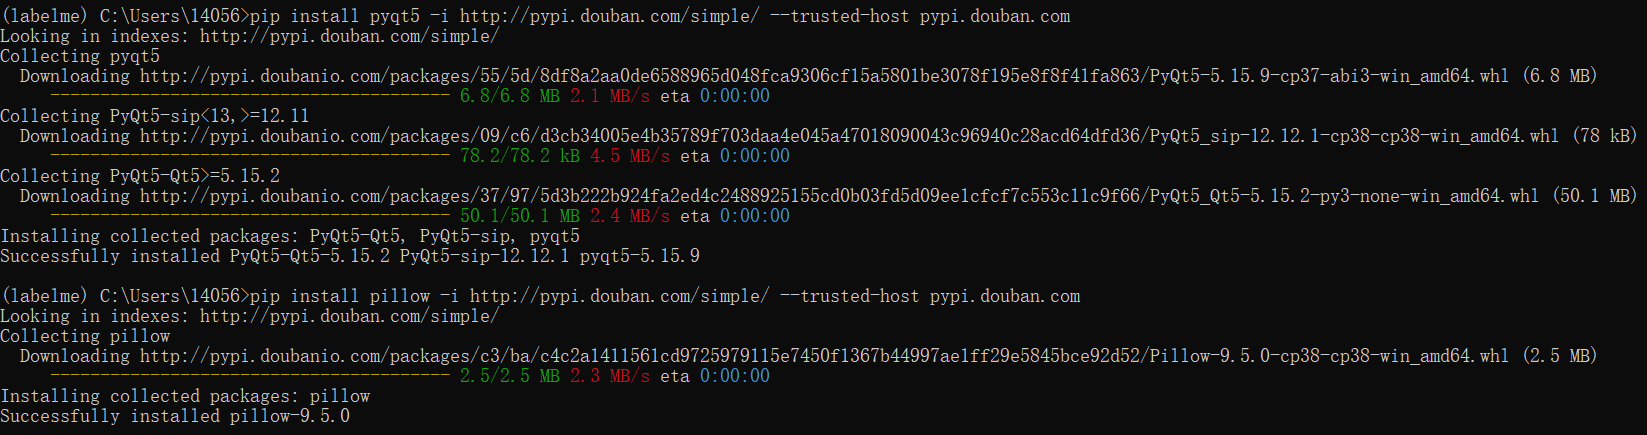 (labelme) C:\Users\14056>pip install pyqt5 -i http://pypi.douban.com/simple/ --trusted-host pypi.douban.com
Looking in indexes: http://pypi.douban.com/simple/
Collecting pyqt5
  Downloading http://pypi.doubanio.com/packages/55/5d/8df8a2aa0de6588965d048fca9306cf15a5801be3078f195e8f8f41fa863/PyQt5-5.15.9-cp37-abi3-win_amd64.whl (6.8 MB)
     ---------------------------------------- 6.8/6.8 MB 2.1 MB/s eta 0:00:00
Collecting PyQt5-sip<13,>=12.11
  Downloading http://pypi.doubanio.com/packages/09/c6/d3cb34005e4b35789f703daa4e045a47018090043c96940c28acd64dfd36/PyQt5_sip-12.12.1-cp38-cp38-win_amd64.whl (78 kB)
     ---------------------------------------- 78.2/78.2 kB 4.5 MB/s eta 0:00:00
Collecting PyQt5-Qt5>=5.15.2
  Downloading http://pypi.doubanio.com/packages/37/97/5d3b222b924fa2ed4c2488925155cd0b03fd5d09ee1cfcf7c553c11c9f66/PyQt5_Qt5-5.15.2-py3-none-win_amd64.whl (50.1 MB)
     ---------------------------------------- 50.1/50.1 MB 2.4 MB/s eta 0:00:00
Installing collected packages: PyQt5-Qt5, PyQt5-sip, pyqt5
Successfully installed PyQt5-Qt5-5.15.2 PyQt5-sip-12.12.1 pyqt5-5.15.9
(labelme) C:\Users\14056>pip install pillow -i http://pypi.douban.com/simple/ --trusted-host pypi.douban.com
Looking in indexes: http://pypi.douban.com/simple/
Collecting pillow
  Downloading http://pypi.doubanio.com/packages/c3/ba/c4c2a1411561cd9725979115e7450f1367b44997ae1ff29e5845bce92d52/Pillow-9.5.0-cp38-cp38-win_amd64.whl (2.5 MB)
     ---------------------------------------- 2.5/2.5 MB 2.3 MB/s eta 0:00:00
Installing collected packages: pillow
Successfully installed pillow-9.5.0